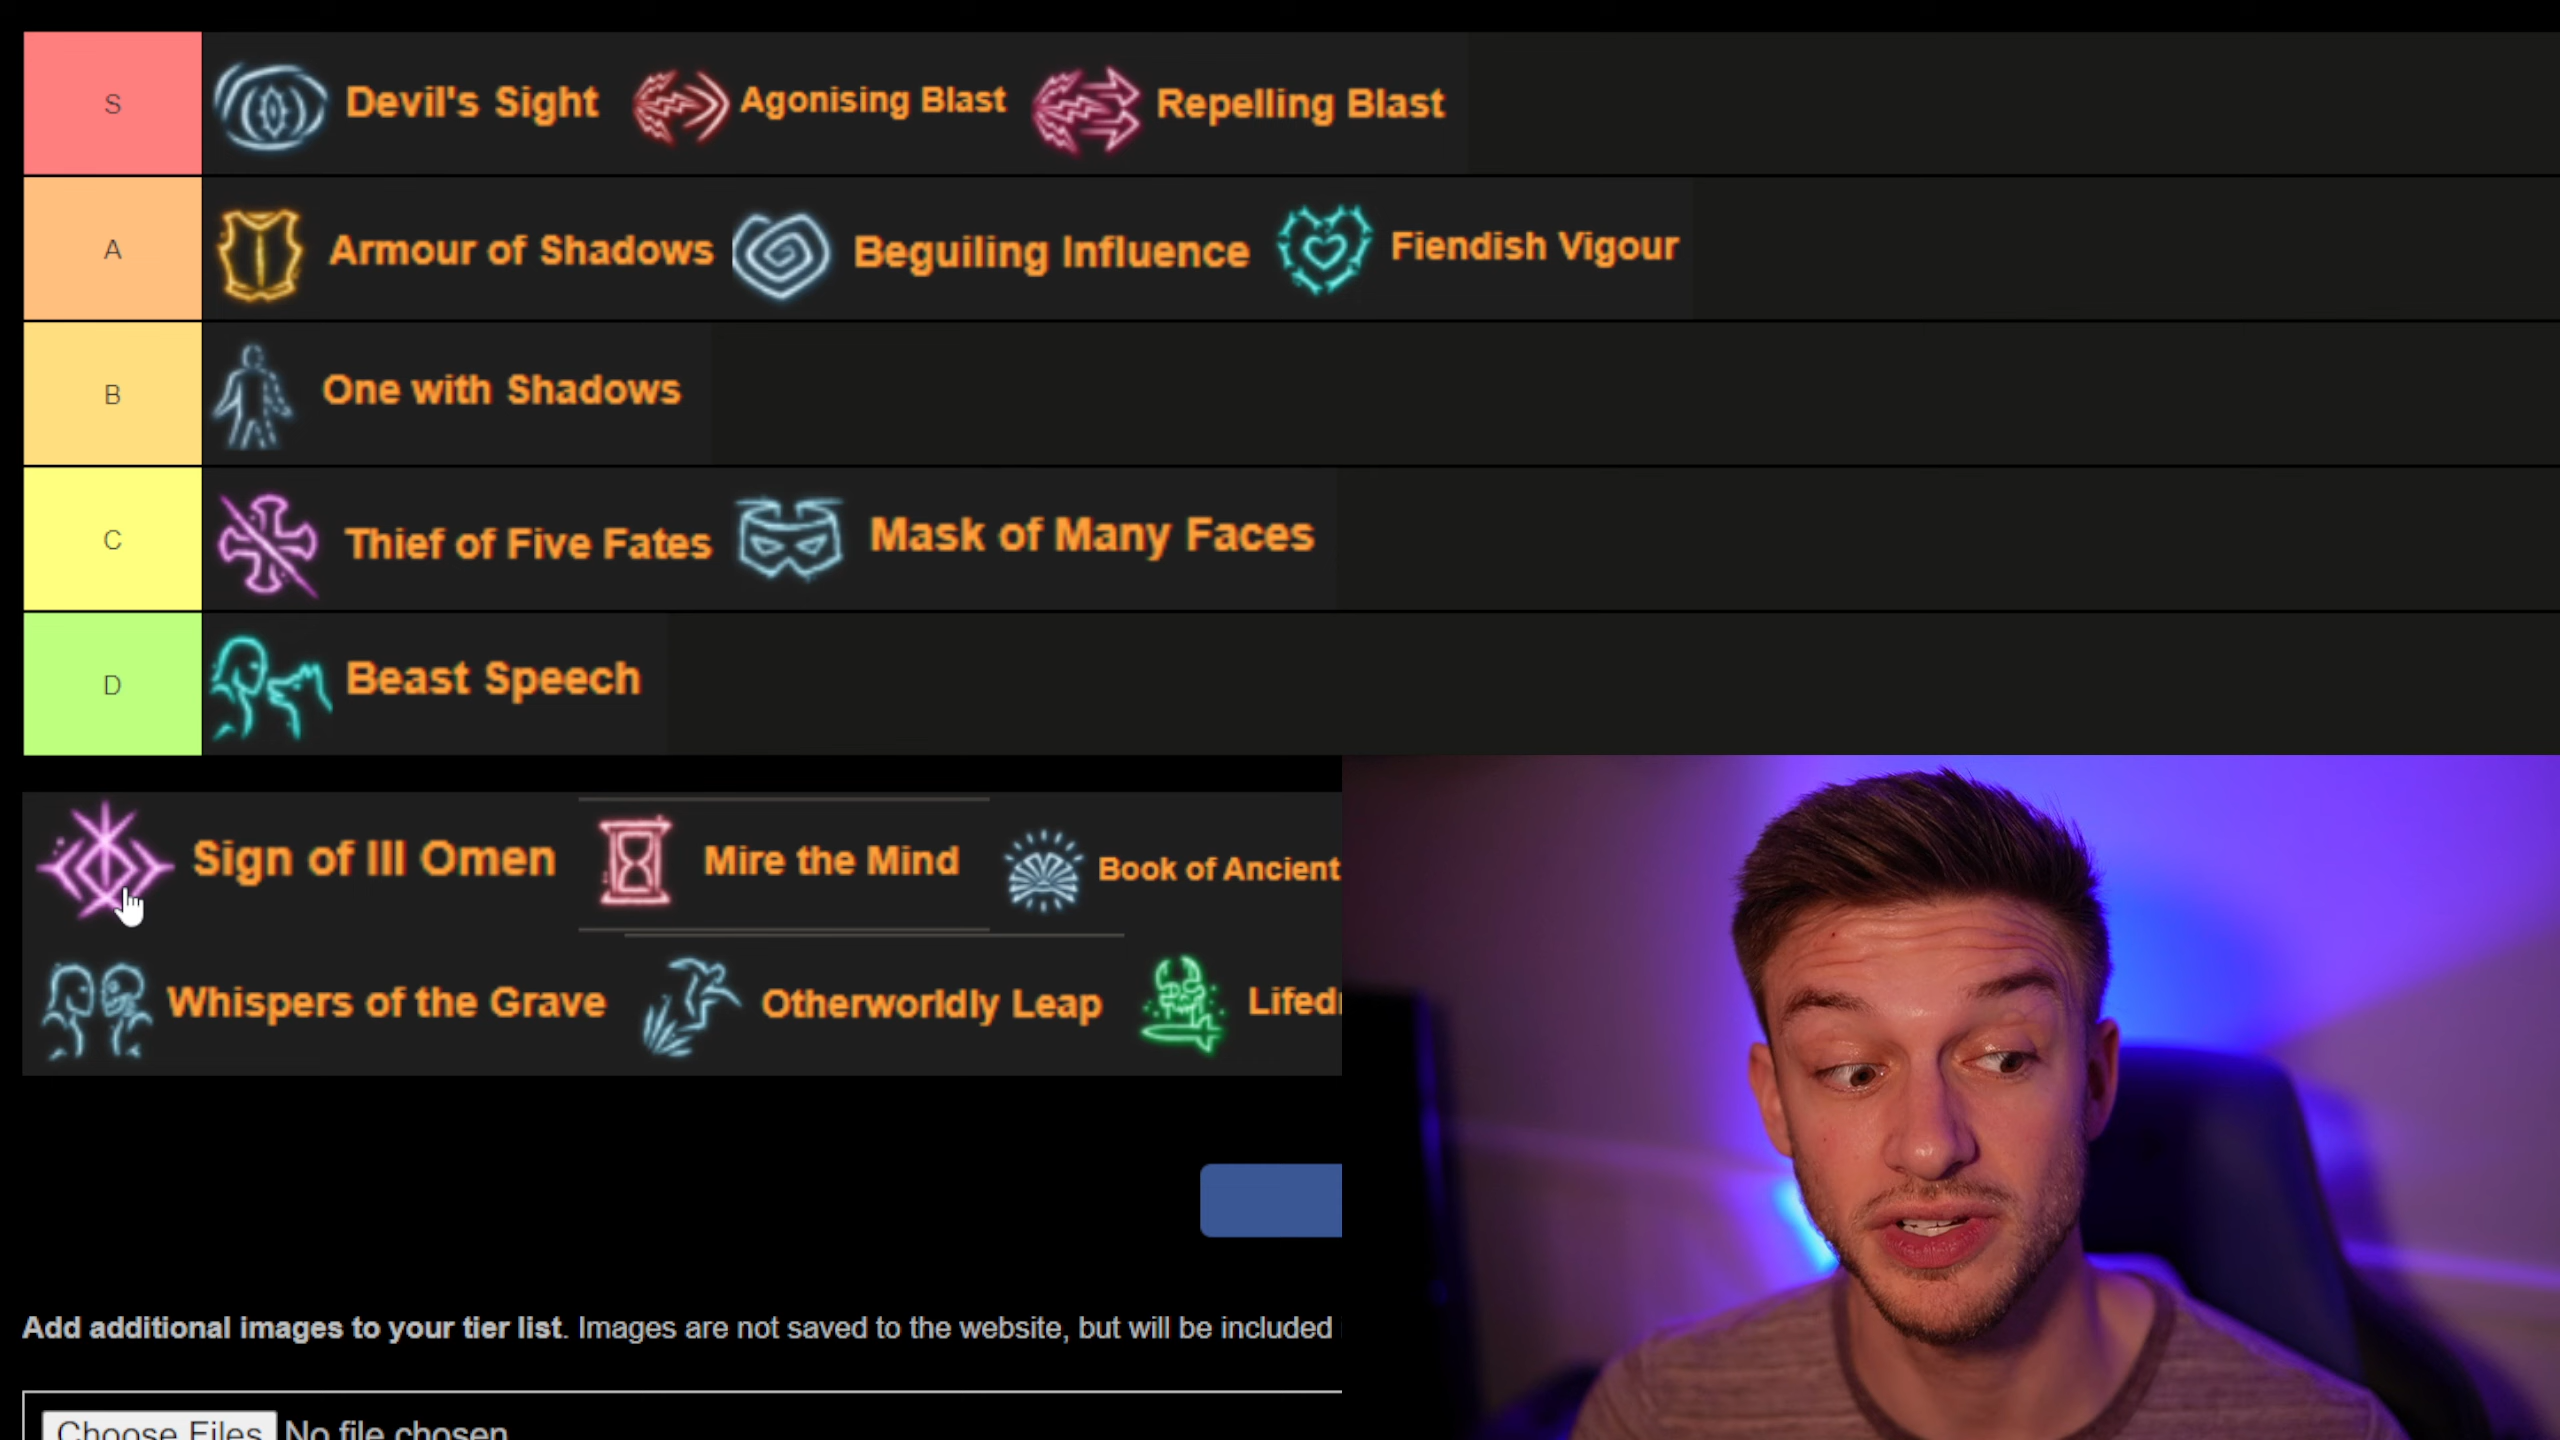 S
Devil's Sight
Agonising Blast
Repelling Blast
A
Armour of Shadows
Beguiling Influence
Fiendish Vigour
B
One with Shadows
C
Thief of Five Fates
Mask of Many Faces
D
Beast Speech
Sign of Ill Omen
Mire the Mind
Book of Ancient
Whispers of the Grave
Otherworldly Leap
Lifed
Add additional images to your tier list. Images are not saved to the website, but will be included
Choose Files No file chosen